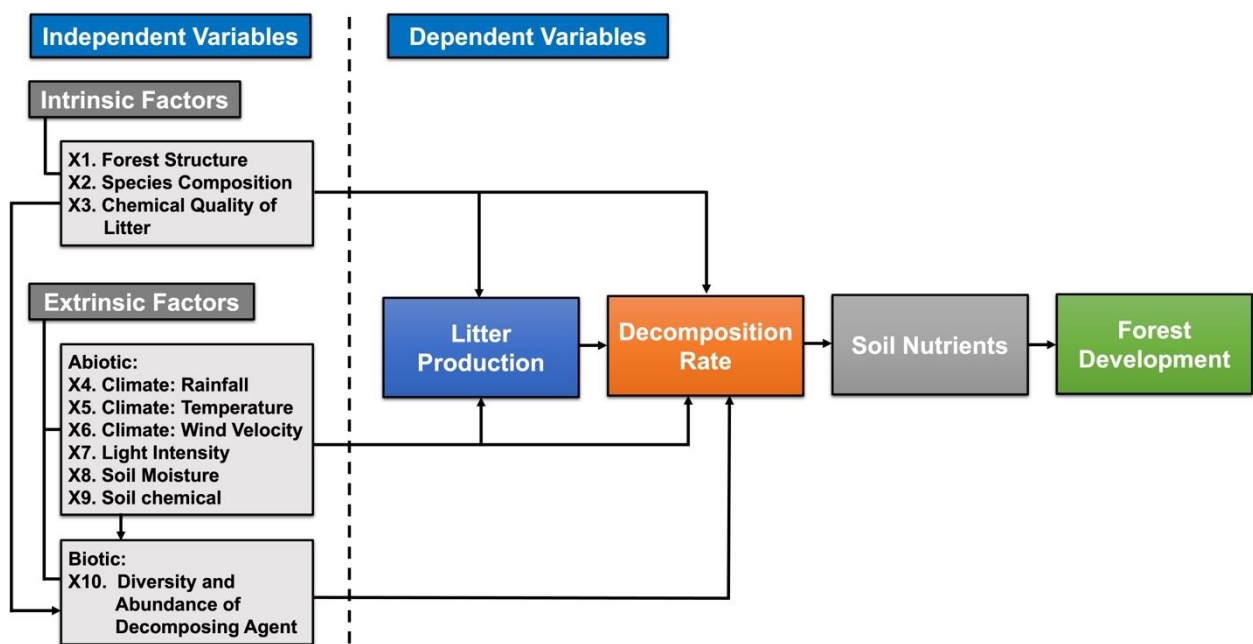 Independent Variables
Dependent Variables
Intrinsic Factors
X1. Forest Structure
X2. Species Composition
X3. Chemical Quality of
Litter
Extrinsic Factors
Abiotic:
X4. Climate: Rainfall
X5. Climate: Temperature
X6. Climate: Wind Velocity
X7. Light Intensity
X8. Soil Moisture
X9. Soil chemical
Biotic:
X10. Diversity and
Abundance of
Decomposing Agent
Litter
Production
Decomposition
Rate
Soil Nutrients
Forest
Development